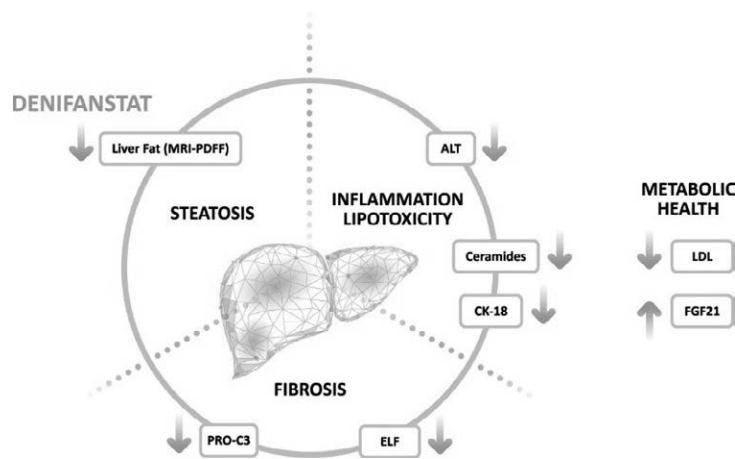 DENIFANSTAT
Liver Fat (MRI-PDFF)
ALT
STEATOSIS
INFLAMMATION
LIPOTOXICITY
METABOLIC
HEALTH
Ceramides
LDL
CK-18
FGF21
FIBROSIS
PRO-C3
ELF